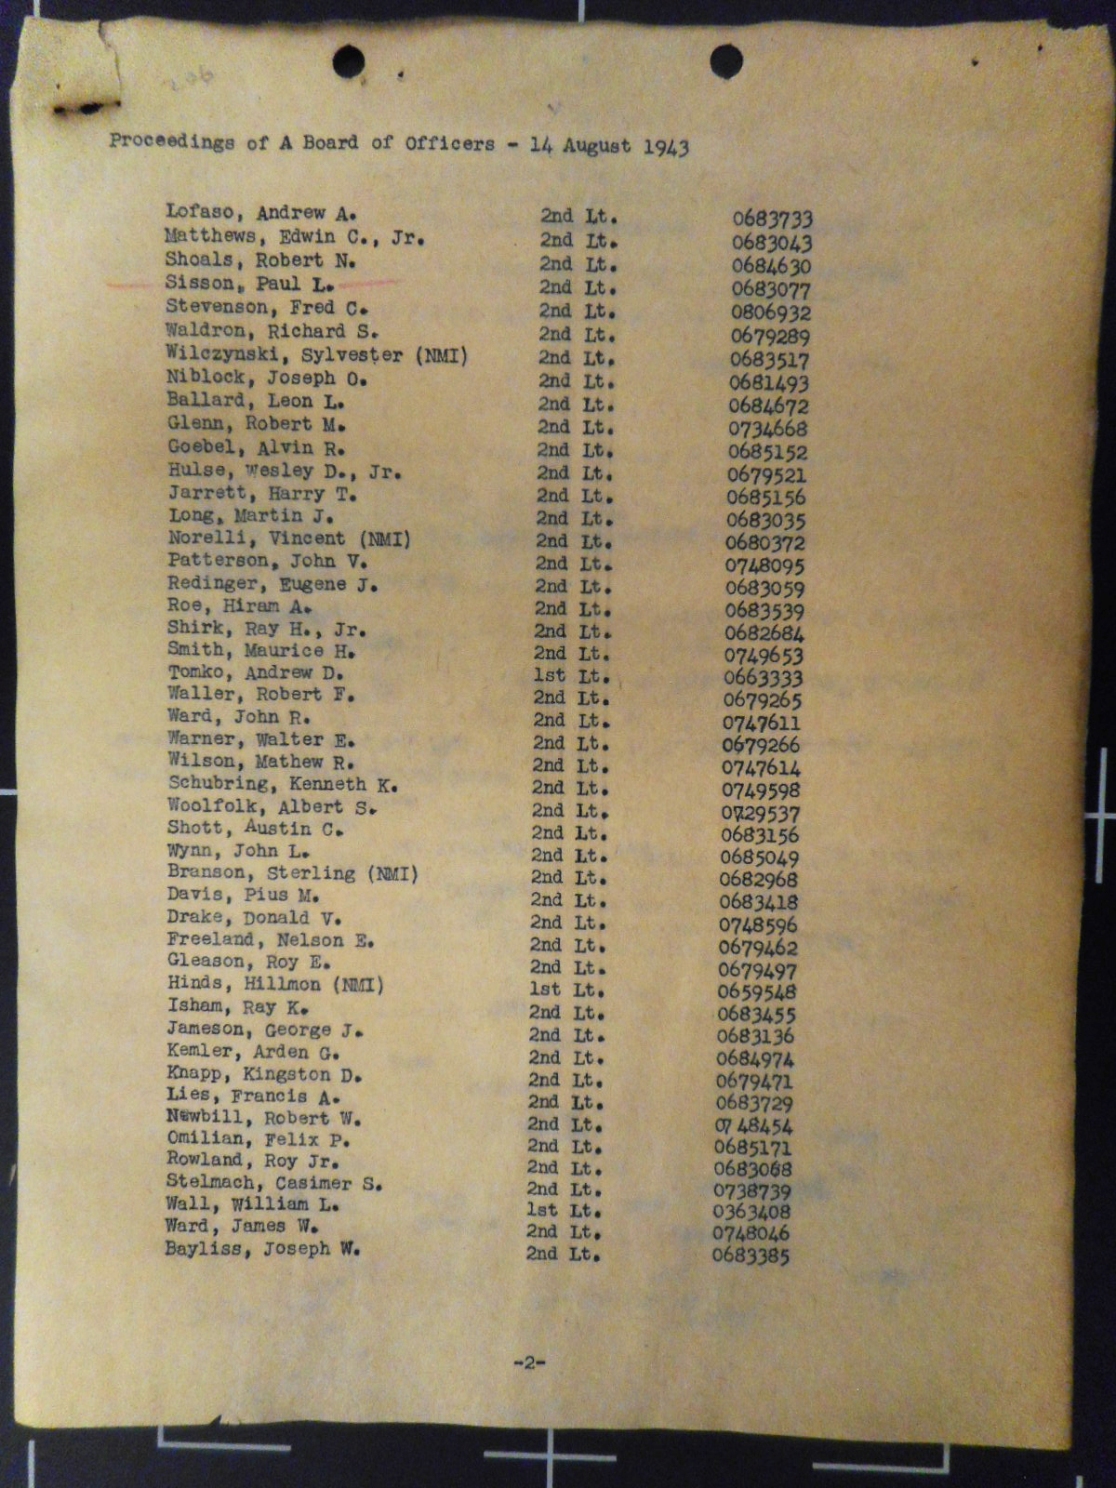 Proceedings of A Board of Officers - 14 August 1943
Lofaso, Andrew A. 2nd Lt. 0683733
Matthews, Edwin C., Jr. 2nd Lt. 0683043
Shoals, Robert N. 2nd Lt. 0684630
Sisson, Paul L. 2nd Lt. 0683077
Stevenson, Fred C. 2nd Lt. 0806932
Waldron, Richard S. 2nd Lt. 0679289
Wilczynski, Sylvester (NMI) 2nd Lt. 0683517
Niblock, Joseph O. 2nd Lt. 0681493
Ballard, Leon L. 2nd Lt. 0684672
Glenn, Robert M. 2nd Lt. 0734668
Goebel, Alvin R. 2nd Lt. 0685152
Hulse, Wesley D., Jr. 2nd Lt. 0679521
Jarrett, Harry T. 2nd Lt. 0685156
Long, Martin J. 2nd Lt. 0683035
Norelli, Vincent (NMI) 2nd Lt. 0680372
Patterson, John V. 2nd Lt. 0748095
Redinger, Eugene J. 2nd Lt. 0683059
Roe, Hiram A. 2nd Lt. 0683539
Shirk, Ray H., Jr. 2nd Lt. 0682684
Smith, Maurice H. 2nd Lt. 0749653
Tomko, Andrew D. 1st Lt. 0663333
Waller, Robert F. 2nd Lt. 0679265
Ward, John R. 2nd Lt. 0747611
Warner, Walter E. 2nd Lt. 0679266
Wilson, Mathew R. 2nd Lt. 0747614
Schubring, Kenneth K. 2nd Lt. 0749598
Woolfolk, Albert S. 2nd Lt. 0729537
Shott, Austin C. 2nd Lt. 0683156
Wynn, John L. 2nd Lt. 0685049
Branson, Sterling (NMI) 2nd Lt. 0682968
Davis, Pius M. 2nd Lt. 0683418
Drake, Donald V. 2nd Lt. 0748596
Freeland, Nelson E. 2nd Lt. 0679462
Gleason, Roy E. 2nd Lt. 0679497
Hinds, Hillmon (NMI) 1st Lt. 0659548
Isham, Ray K. 2nd Lt. 0683455
Jameson, George J. 2nd Lt. 0683136
Kemler, Arden G. 2nd Lt. 0684974
Knapp, Kingston D. 2nd Lt. 0679471
Lies, Francis A. 2nd Lt. 0683729
Newbill, Robert W. 2nd Lt. 0748454
Omilian, Felix P. 2nd Lt. 0685171
Rowland, Roy Jr. 2nd Lt. 0683068
Stelmach, Casimer S. 2nd Lt. 0738739
Wall, William L. 1st Lt. 0363408
Ward, James W. 2nd Lt. 0748046
Bayliss, Joseph W. 2nd Lt. 0683385
-2-